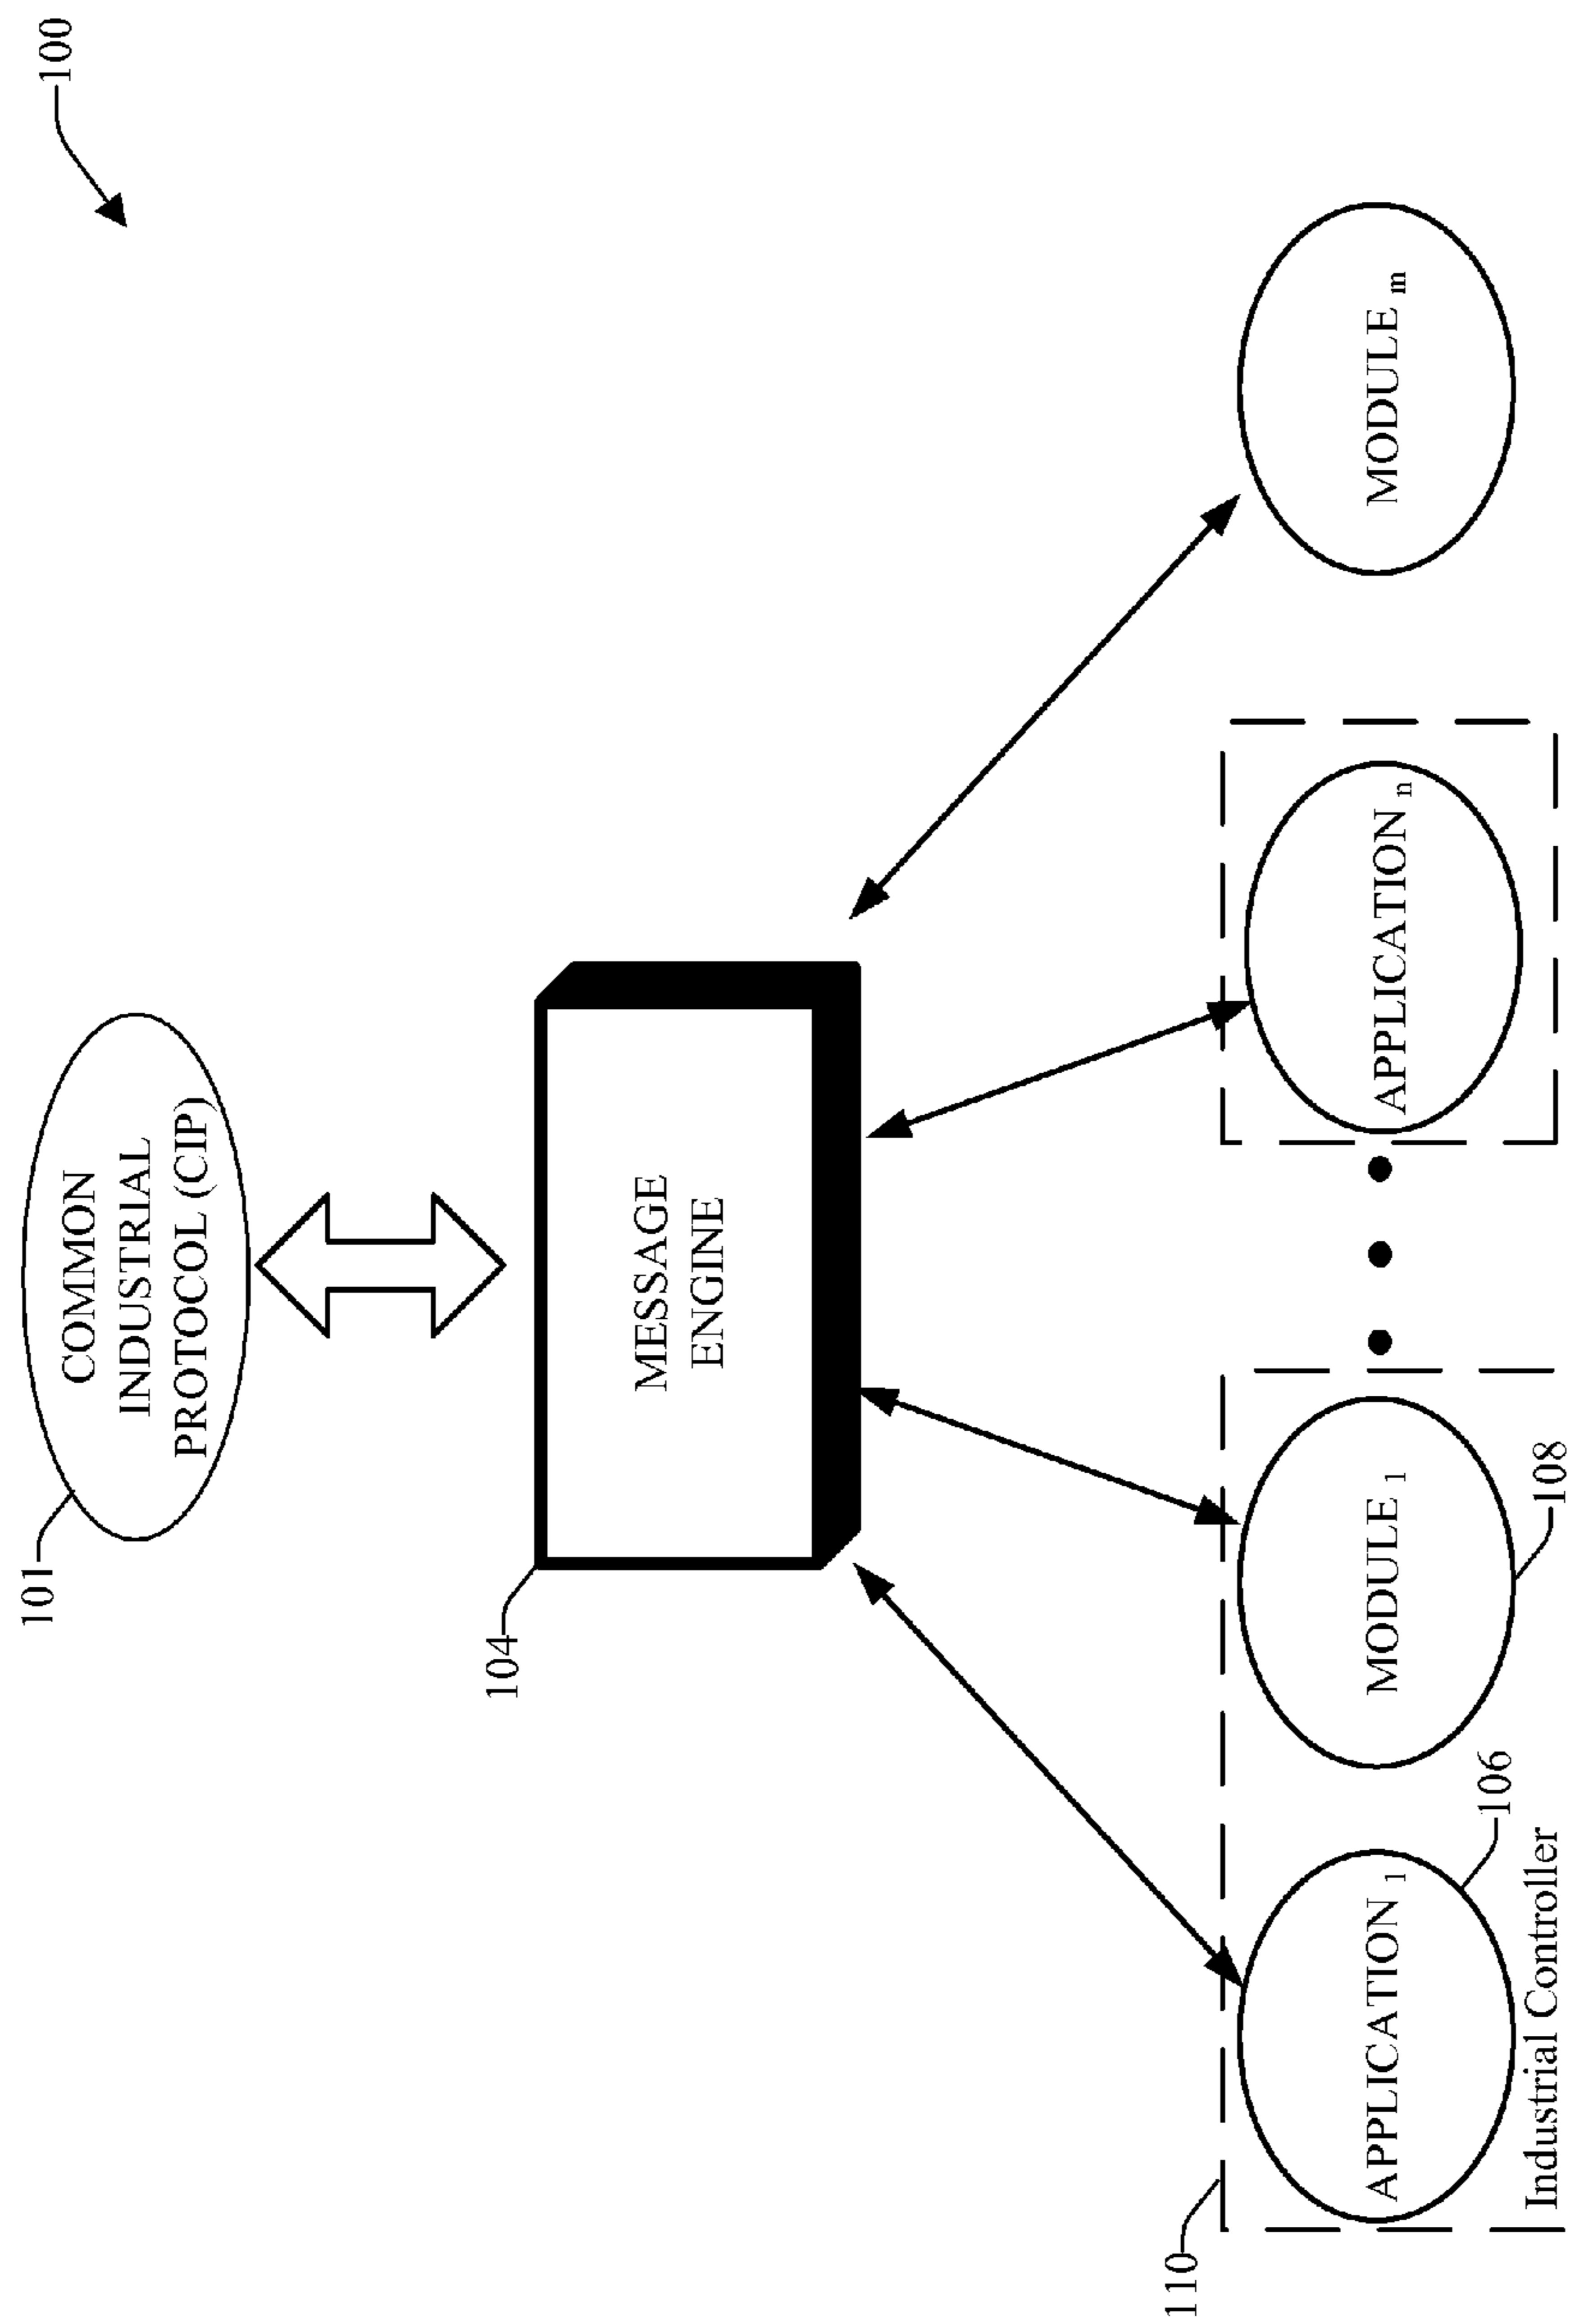 100
101
COMMON
INDUSTRIAL
PROTOCOL (CIP)
104
MESSAGE
ENGINE
110
APPLICATION 1
106
MODULE 1
108
APPLICATION n
MODULE m
Industrial Controller